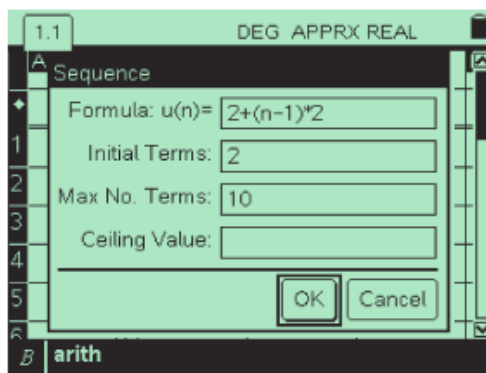 1.1 DEG APPRX REAL
A
Sequence
Formula: u(n)= 2+(n-1)*2
1
Initial Terms: 2
2
Max No. Terms: 10
3
Ceiling Value:
4
5 OK Cancel
6
B arith